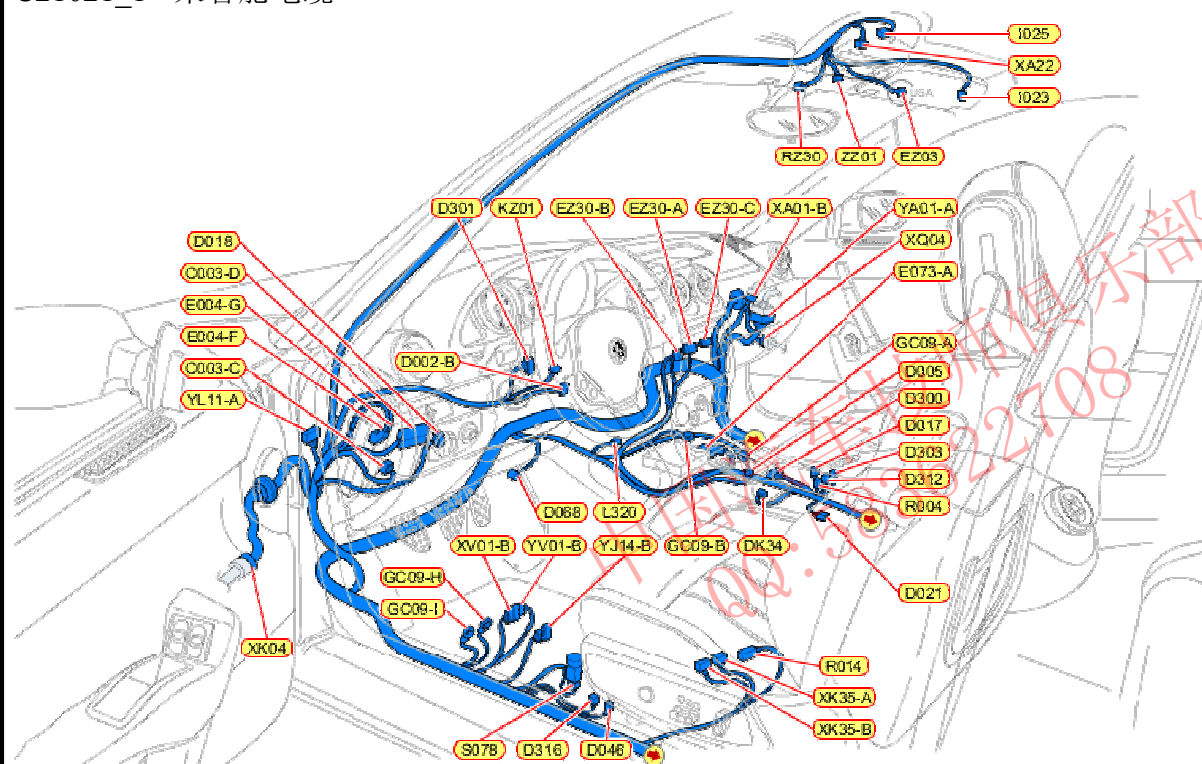 I025
XA22
I023
USA
RZ30 ZZ01 EZ03
D301 KZ01 EZ30-B EZ30-A EZ30-C XA01-B YA01-A
XQ04
E073-A
D018
C003-D
E004-G
E004-F
C003-C
YL11-A
D002-B
GC09-A
D005
D300
D017
D303
D312
R004
D068 L320
XV01-B YV01-B YJ14-B GC09-B DK34
GC09-H
GC09-I
D021
XK04
R014
XK35-A
XK35-B
S078 D316 D046